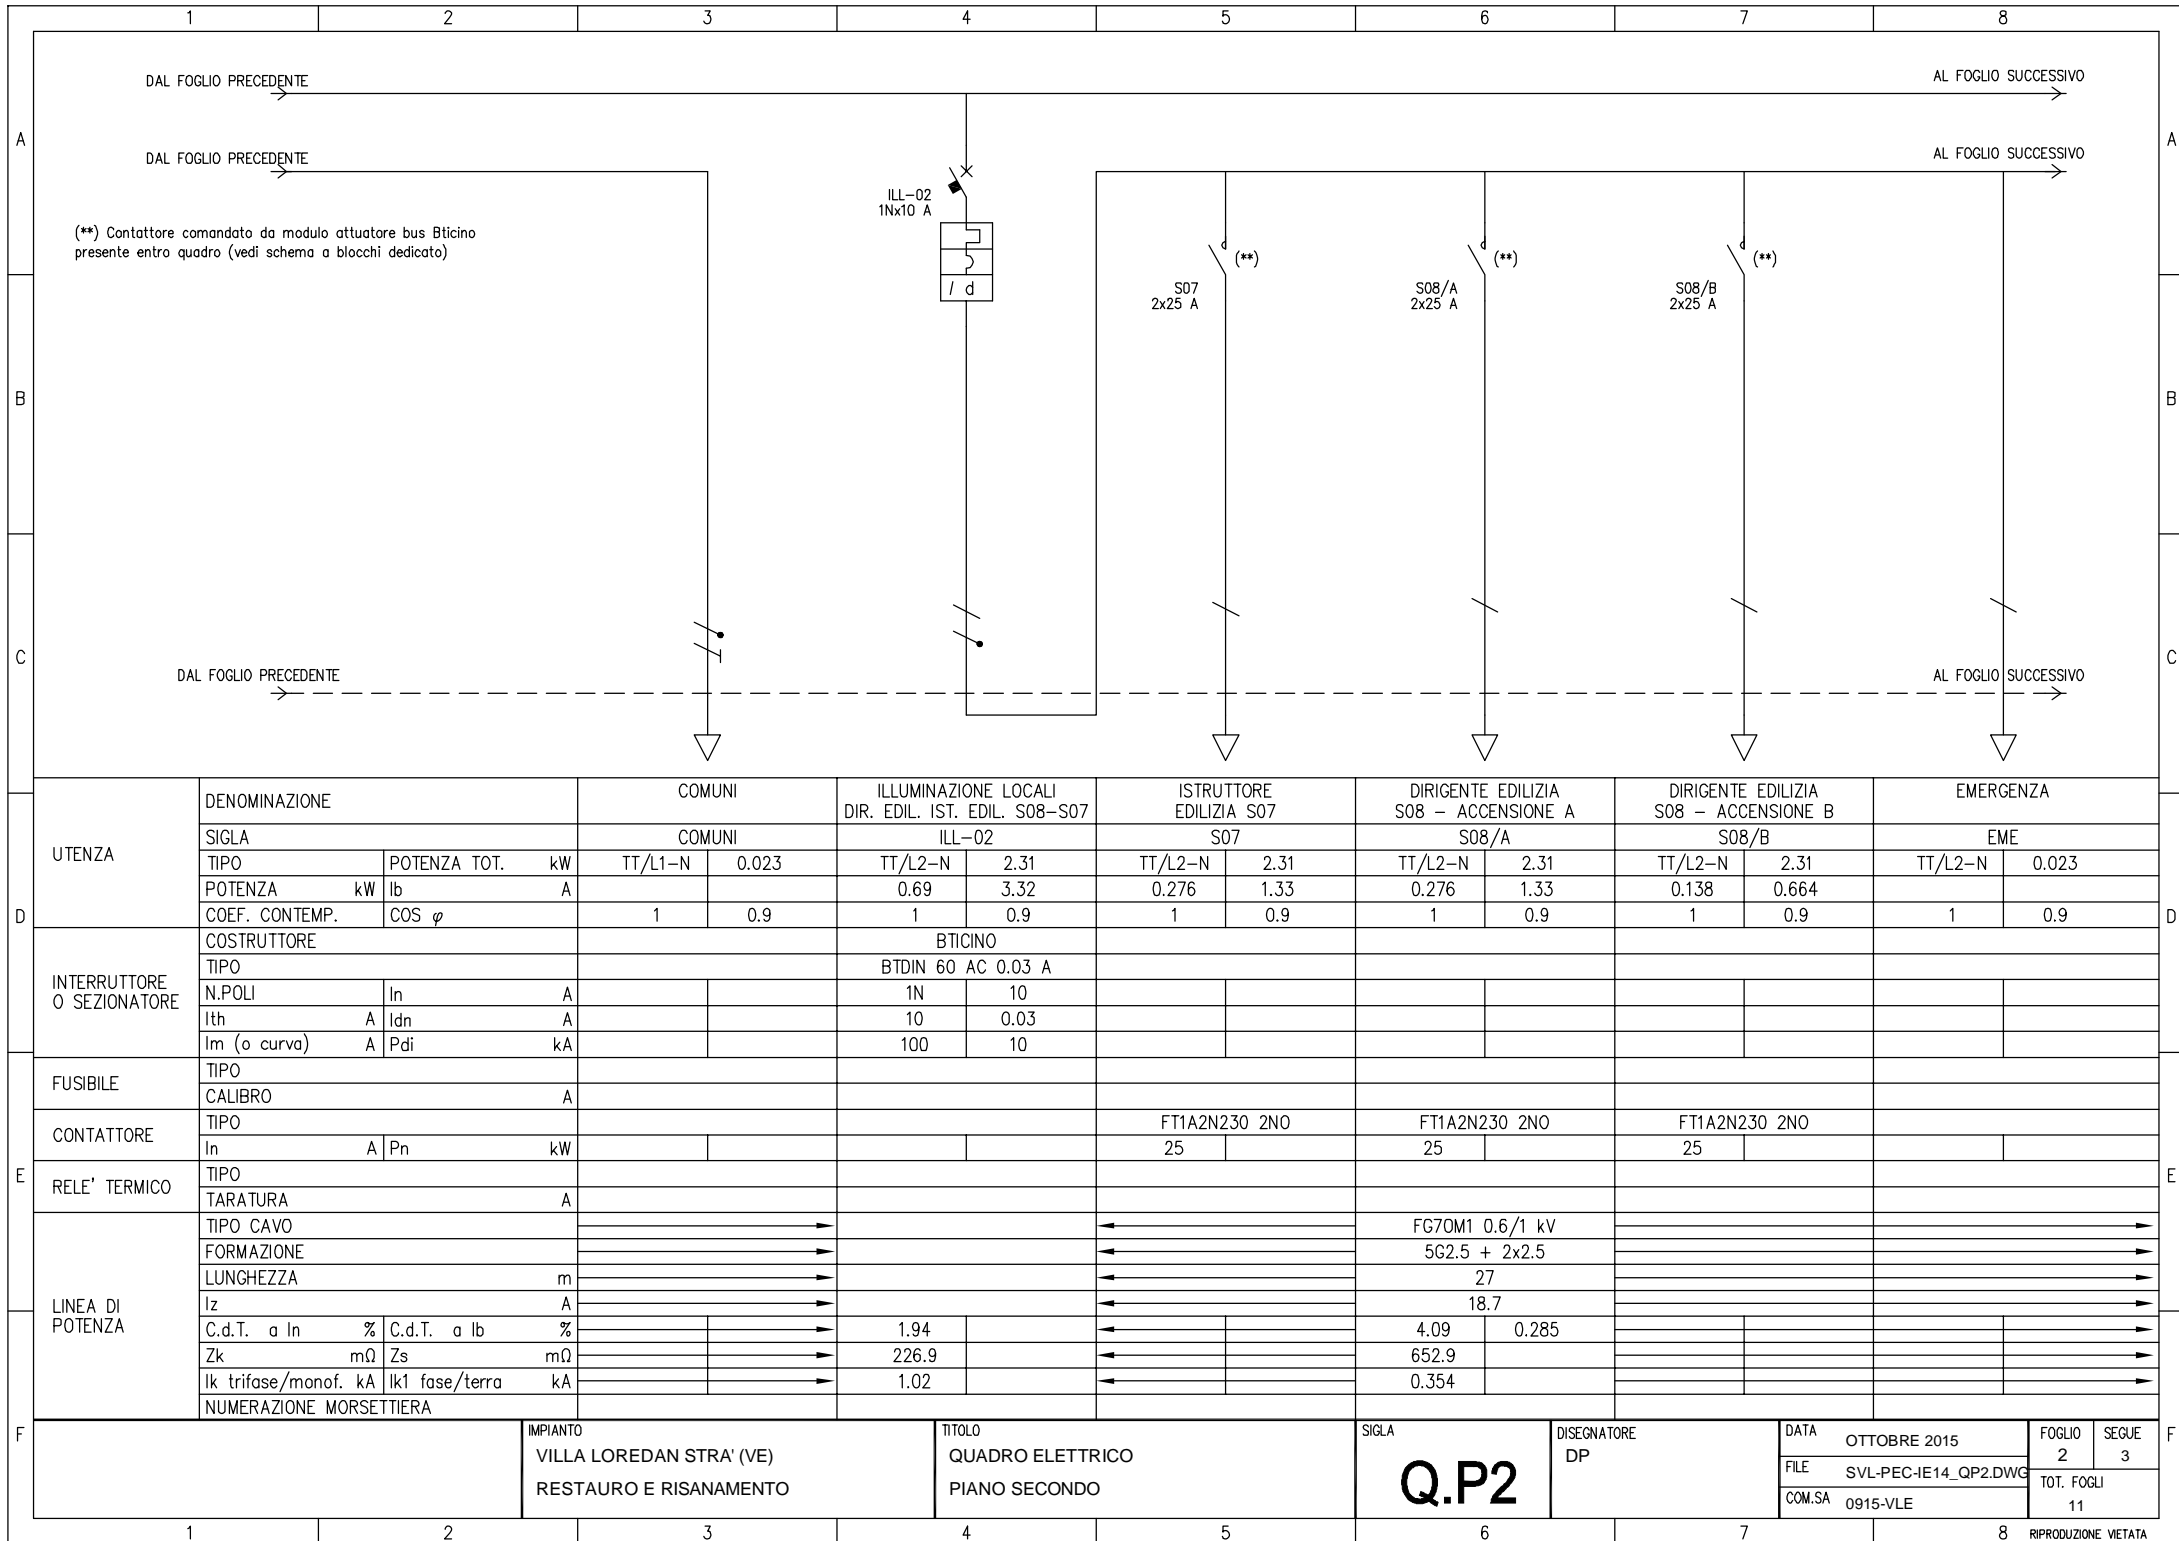 1 2 3 4 5 6 7 8
DAL FOGLIO PRECEDENTE
AL FOGLIO SUCCESSIVO
A A
DAL FOGLIO PRECEDENTE
AL FOGLIO SUCCESSIVO
ILL-02
1Nx10 A
(**) Contattore comandato da modulo attuatore bus Bticino
presente entro quadro (vedi schema a blocchi dedicato)
(**) (**) (**)
I d
S07 S08/A S08/B
2x25 A 2x25 A 2x25 A
B B
C C
DAL FOGLIO PRECEDENTE
AL FOGLIO SUCCESSIVO
UTENZA
DENOMINAZIONE COMUNI ILLUMINAZIONE LOCALI ISTRUTTORE DIRIGENTE EDILIZIA DIRIGENTE EDILIZIA EMERGENZA
DIR. EDIL. IST. EDIL. S08-S07 EDILIZIA S07 S08 - ACCENSIONE A S08 - ACCENSIONE B
SIGLA COMUNI ILL-02 S07 S08/A S08/B EME
TIPO POTENZA TOT. kW TT/L1-N 0.023 TT/L2-N 2.31 TT/L2-N 2.31 TT/L2-N 2.31 TT/L2-N 2.31 TT/L2-N 0.023
POTENZA kW Ib A 0.69 3.32 0.276 1.33 0.276 1.33 0.138 0.664
D COEF. CONTEMP. COS φ 1 0.9 1 0.9 1 0.9 1 0.9 1 0.9 1 0.9 D
INTERRUTTORE
O SEZIONATORE
COSTRUTTORE BTICINO
TIPO BTDIN 60 AC 0.03 A
N.POLI In A 1N 10
Ith A Idn A 10 0.03
Im (o curva) A Pdi kA 100 10
FUSIBILE
TIPO
CALIBRO A
CONTATTORE
TIPO FT1A2N230 2NO FT1A2N230 2NO FT1A2N230 2NO
In A Pn kW 25 25 25
E RELE' TERMICO E
TIPO
TARATURA A
LINEA DI
POTENZA
TIPO CAVO FG7OM1 0.6/1 kV
FORMAZIONE 5G2.5 + 2x2.5
LUNGHEZZA m 27
Iz A 18.7
C.d.T. a In % C.d.T. a Ib % 1.94 4.09 0.285
Zk mΩ Zs mΩ 226.9 652.9
Ik trifase/monof. kA Ik1 fase/terra kA 1.02 0.354
NUMERAZIONE MORSETTIERA
F F
IMPIANTO
VILLA LOREDAN STRA' (VE)
RESTAURO E RISANAMENTO
TITOLO
QUADRO ELETTRICO
PIANO SECONDO
SIGLA
Q.P2
DISEGNATORE
DP
DATA OTTOBRE 2015
FILE SVL-PEC-IE14_QP2.DWG
COM.SA 0915-VLE
FOGLIO SEGUE
2 3
TOT. FOGLI
11
1 2 3 4 5 6 7 8 RIPRODUZIONE VIETATA